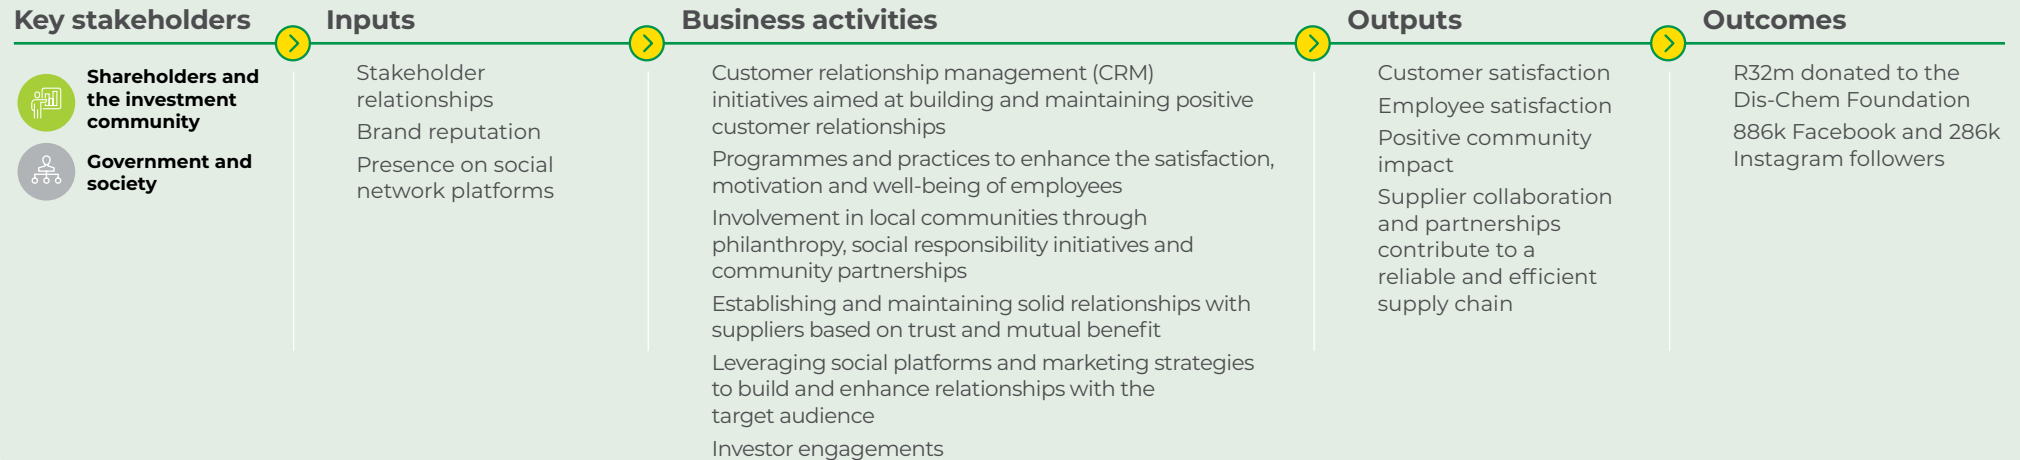 Key stakeholders
Inputs
Business activities
Outputs
Outcomes
Shareholders and
the investment
community
Government and
society
Stakeholder
relationships
Brand reputation
Presence on social
network platforms
Customer relationship management (CRM)
initiatives aimed at building and maintaining positive
customer relationships
Programmes and practices to enhance the satisfaction,
motivation and well-being of employees
Involvement in local communities through
philanthropy, social responsibility initiatives and
community partnerships
Establishing and maintaining solid relationships with
suppliers based on trust and mutual benefit
Leveraging social platforms and marketing strategies
to build and enhance relationships with the
target audience
Investor engagements
Customer satisfaction
Employee satisfaction
Positive community
impact
Supplier collaboration
and partnerships
contribute to a
reliable and efficient
supply chain
R32m donated to the
Dis-Chem Foundation
886k Facebook and 286k
Instagram followers